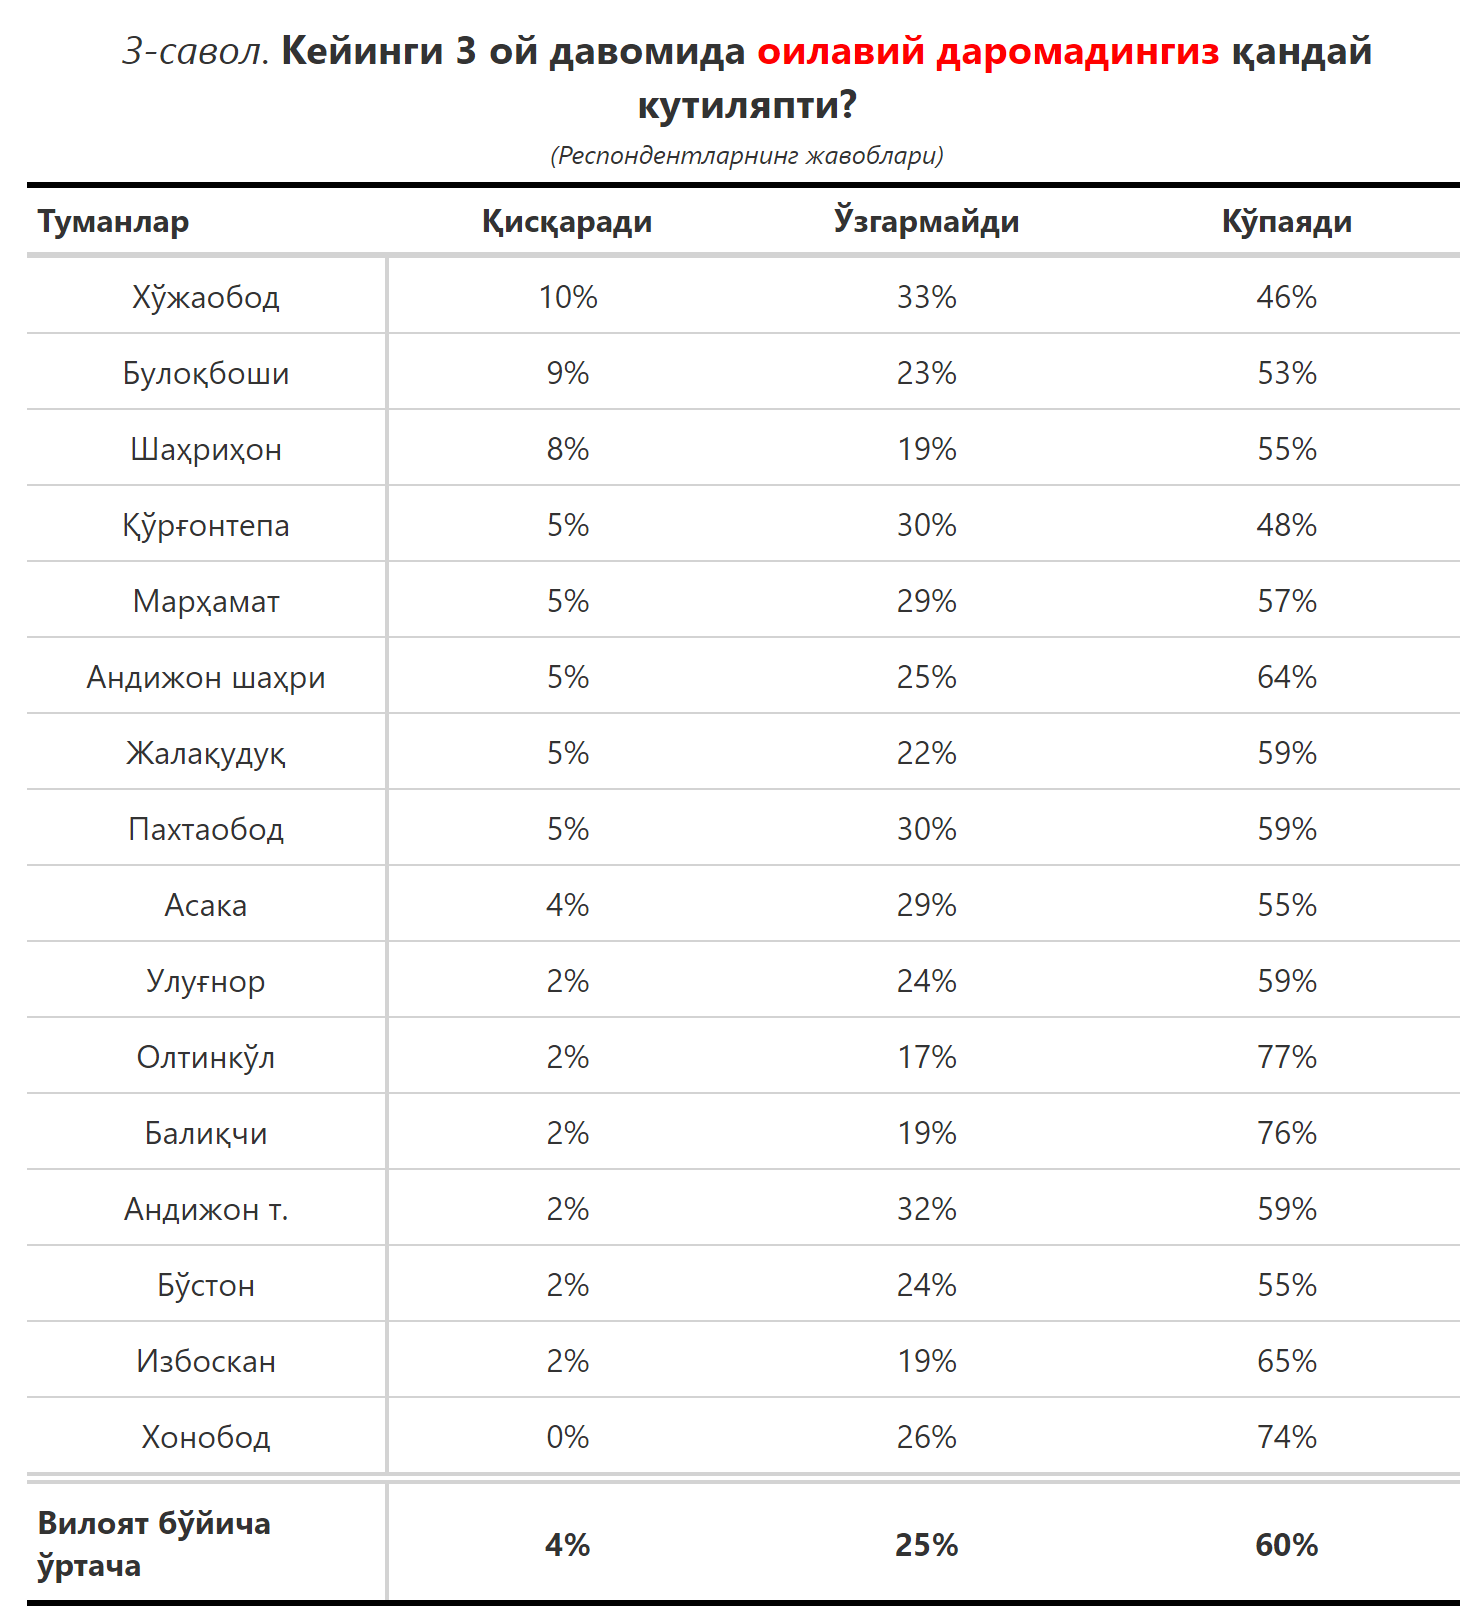 3-савол. Кейинги 3 ой давомида оилавий даромадингиз қандай
кутиляпти?
(Респондентларнинг жавоблари)
Туманлар Қисқаради Ўзгармайди Кўпаяди
Хўжаобод 10% 33% 46%
Булоқбоши 9% 23% 53%
Шаҳриҳон 8% 19% 55%
Қўрғонтепа 5% 30% 48%
Марҳамат 5% 29% 57%
Андижон шаҳри 5% 25% 64%
Жалақудуқ 5% 22% 59%
Пахтаобод 5% 30% 59%
Асака 4% 29% 55%
Улуғнор 2% 24% 59%
Олтинкўл 2% 17% 77%
Балиқчи 2% 19% 76%
Андижон т. 2% 32% 59%
Бўстон 2% 24% 55%
Избоскан 2% 19% 65%
Хонобод 0% 26% 74%
Вилоят бўйича
ўртача 4% 25% 60%